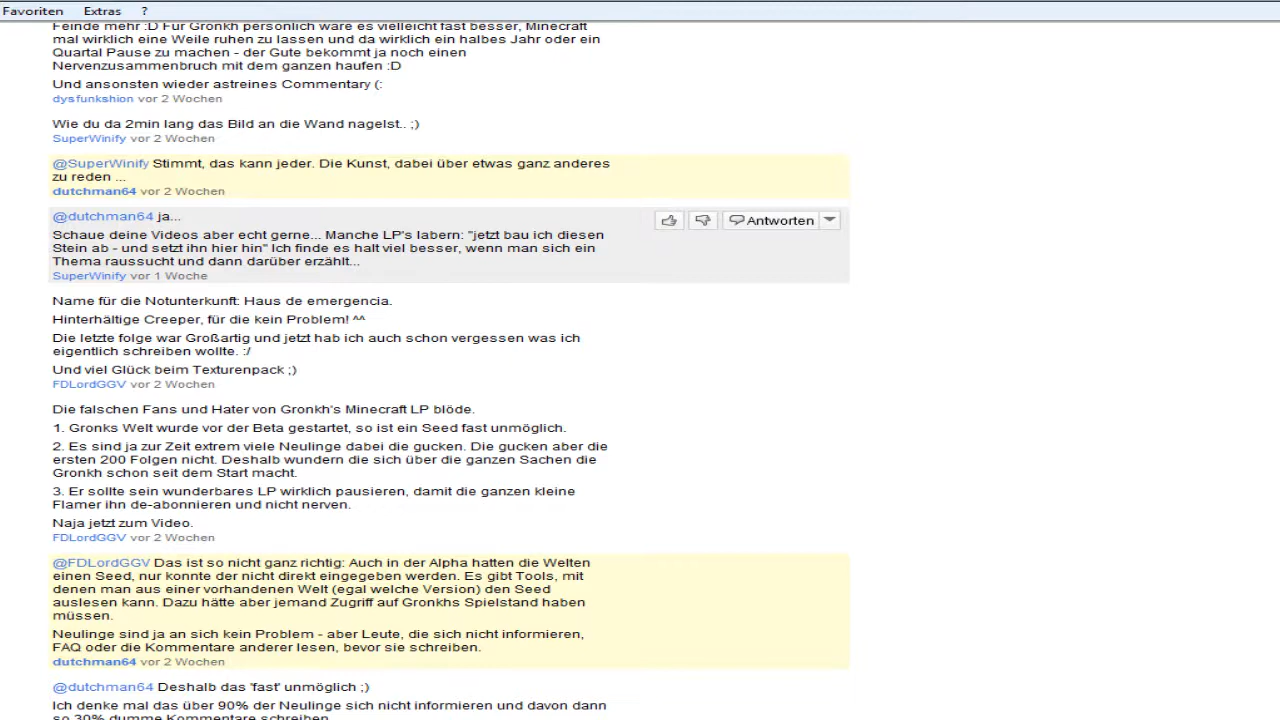 Favoriten Extras ?
Feinde mehr :D Für Gronkh persönlich wäre es vielleicht fast besser, Minecraft
mal wirklich eine Weile ruhen zu lassen und da wirklich ein halbes Jahr oder ein
Quartal Pause zu machen - der Gute bekommt ja noch einen
Nervenzusammenbruch mit dem ganzen haufen :D
Und ansonsten wieder astreines Commentary (:
dysfunkshion vor 2 Wochen
Wie du da 2min lang das Bild an die Wand nagelst.. ;)
SuperWinify vor 2 Wochen
@SuperWinify Stimmt, das kann jeder. Die Kunst, dabei über etwas ganz anderes
zu reden ...
dutchman64 vor 2 Wochen
@dutchman64 ja...
Antworten
Schaue deine Videos aber echt gerne... Manche LP's labern: "jetzt bau ich diesen
Stein ab - und setzt ihn hier hin" Ich finde es halt viel besser, wenn man sich ein
Thema raussucht und dann darüber erzählt...
SuperWinify vor 1 Woche
Name für die Notunterkunft: Haus de emergencia.
Hinterhältige Creeper, für die kein Problem! ^^
Die letzte folge war Großartig und jetzt hab ich auch schon vergessen was ich
eigentlich schreiben wollte. :/
Und viel Glück beim Texturenpack ;)
FDLordGGV vor 2 Wochen
Die falschen Fans und Hater von Gronkh's Minecraft LP blöde.
1. Gronks Welt wurde vor der Beta gestartet, so ist ein Seed fast unmöglich.
2. Es sind ja zur Zeit extrem viele Neulinge dabei die gucken. Die gucken aber die
ersten 200 Folgen nicht. Deshalb wundern die sich über die ganzen Sachen die
Gronkh schon seit dem Start macht.
3. Er sollte sein wunderbares LP wirklich pausieren, damit die ganzen kleine
Flamer ihn de-abonnieren und nicht nerven.
Naja jetzt zum Video.
FDLordGGV vor 2 Wochen
@FDLordGGV Das ist so nicht ganz richtig: Auch in der Alpha hatten die Welten
einen Seed, nur konnte der nicht direkt eingegeben werden. Es gibt Tools, mit
denen man aus einer vorhandenen Welt (egal welche Version) den Seed
auslesen kann. Dazu hätte aber jemand Zugriff auf Gronkhs Spielstand haben
müssen.
Neulinge sind ja an sich kein Problem - aber Leute, die sich nicht informieren,
FAQ oder die Kommentare anderer lesen, bevor sie schreiben.
dutchman64 vor 2 Wochen
@dutchman64 Deshalb das 'fast' unmöglich ;)
Ich denke mal das über 90% der Neulinge sich nicht informieren und davon dann
so 30% dumme Kommentare schreiben